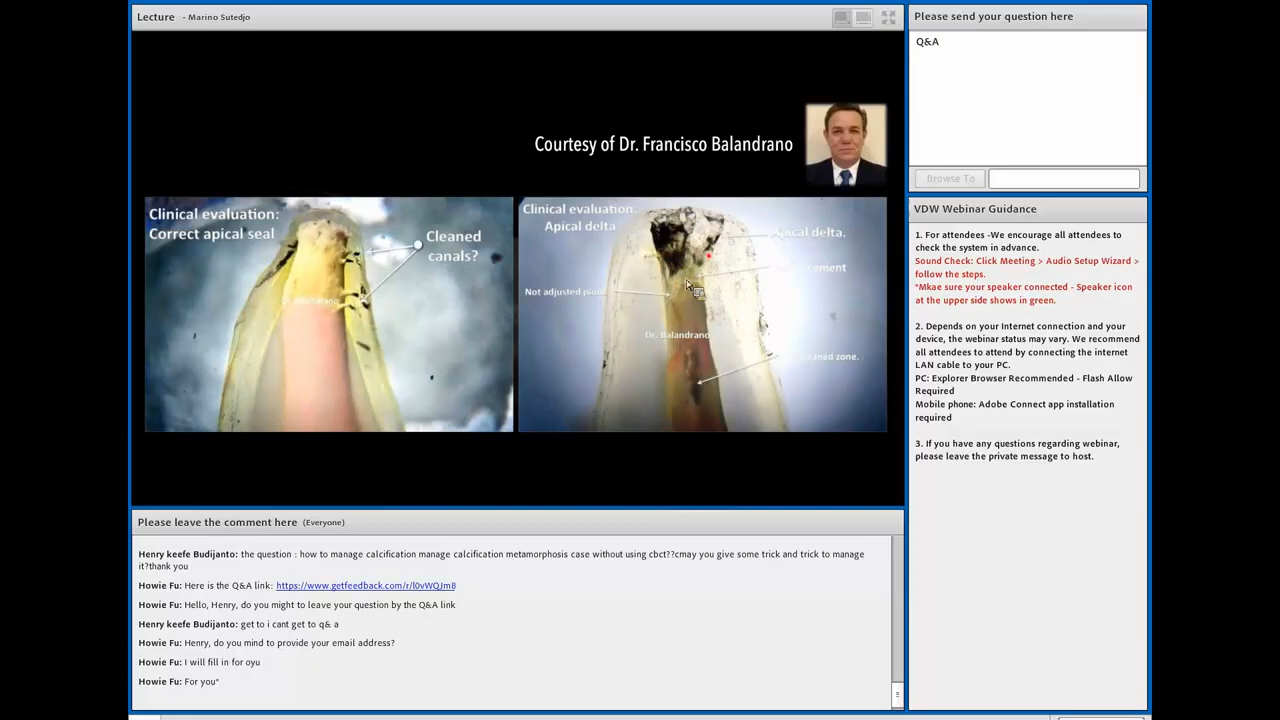 Lecture - Marino Sutedjo
Courtesy of Dr. Francisco Balandrano
Clinical evaluation:
Correct apical seal
Cleaned
canals?
Clinical evaluation:
Apical delta
delta.
cement
Not adjusted point
Dr. Balandrano
zone.
Please leave the comment here (Everyone)
Henry keefe Budijanto: the question : how to manage calcification manage calcification metamorphosis case without using cbct??cmay you give some trick and trick to manage
it?thank you
Howie Fu: Here is the Q&A link: https://www.getfeedback.com/r/l0vWQJm8
Howie Fu: Hello, Henry, do you might to leave your question by the Q&A link
Henry keefe Budijanto: get to i cant get to q& a
Howie Fu: Henry, do you mind to provide your email address?
Howie Fu: I will fill in for oyu
Howie Fu: For you*
Please send your question here
Q&A
Browse To
VDW Webinar Guidance
1. For attendees -We encourage all attendees to
check the system in advance.
Sound Check: Click Meeting > Audio Setup Wizard >
follow the steps.
*Mkae sure your speaker connected - Speaker icon
at the upper side shows in green.
2. Depends on your Internet connection and your
device, the webinar status may vary. We recommend
all attendees to attend by connecting the internet
LAN cable to your PC.
PC: Explorer Browser Recommended - Flash Allow
Required
Mobile phone: Adobe Connect app installation
required
3. If you have any questions regarding webinar,
please leave the private message to host.